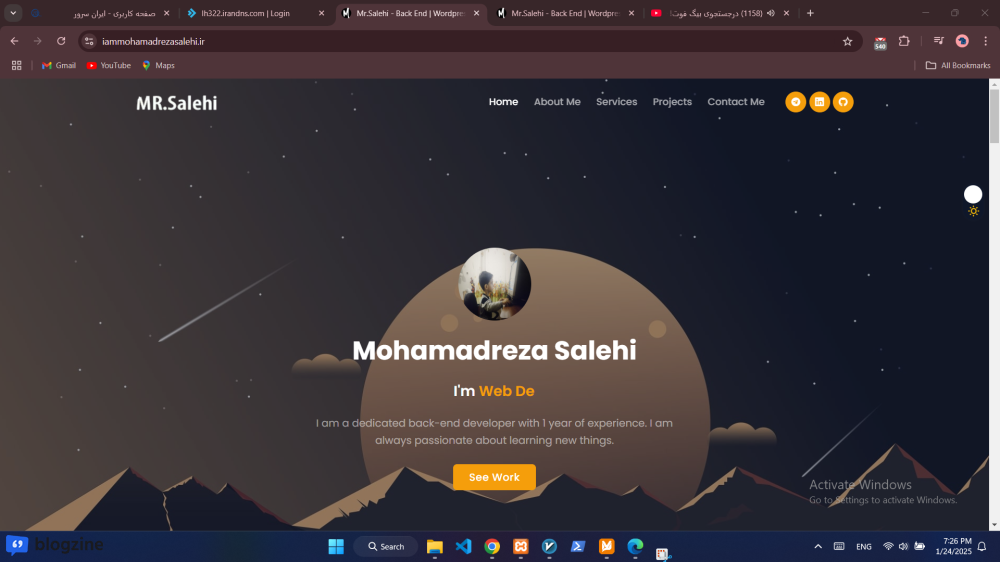 صفحه کاربری - ایران سرور
lh322.irandns.com | Login
Mr.Salehi - Back End | Wordpre
Mr.Salehi - Back End | Wordpres
(1158) درجستجوی بیگ فوت!
iammohamadrezasalehi.ir
540
Gmail
YouTube
Maps
All Bookmarks
MR.Salehi
Home
About Me
Services
Projects
Contact Me
Mohamadreza Salehi
I'm Web De
I am a dedicated back-end developer with 1 year of experience. I am
always passionate about learning new things.
See Work
Activate Windows
Go to Settings to activate Windows.
blogzine
Search
ENG
7:26 PM
1/24/2025